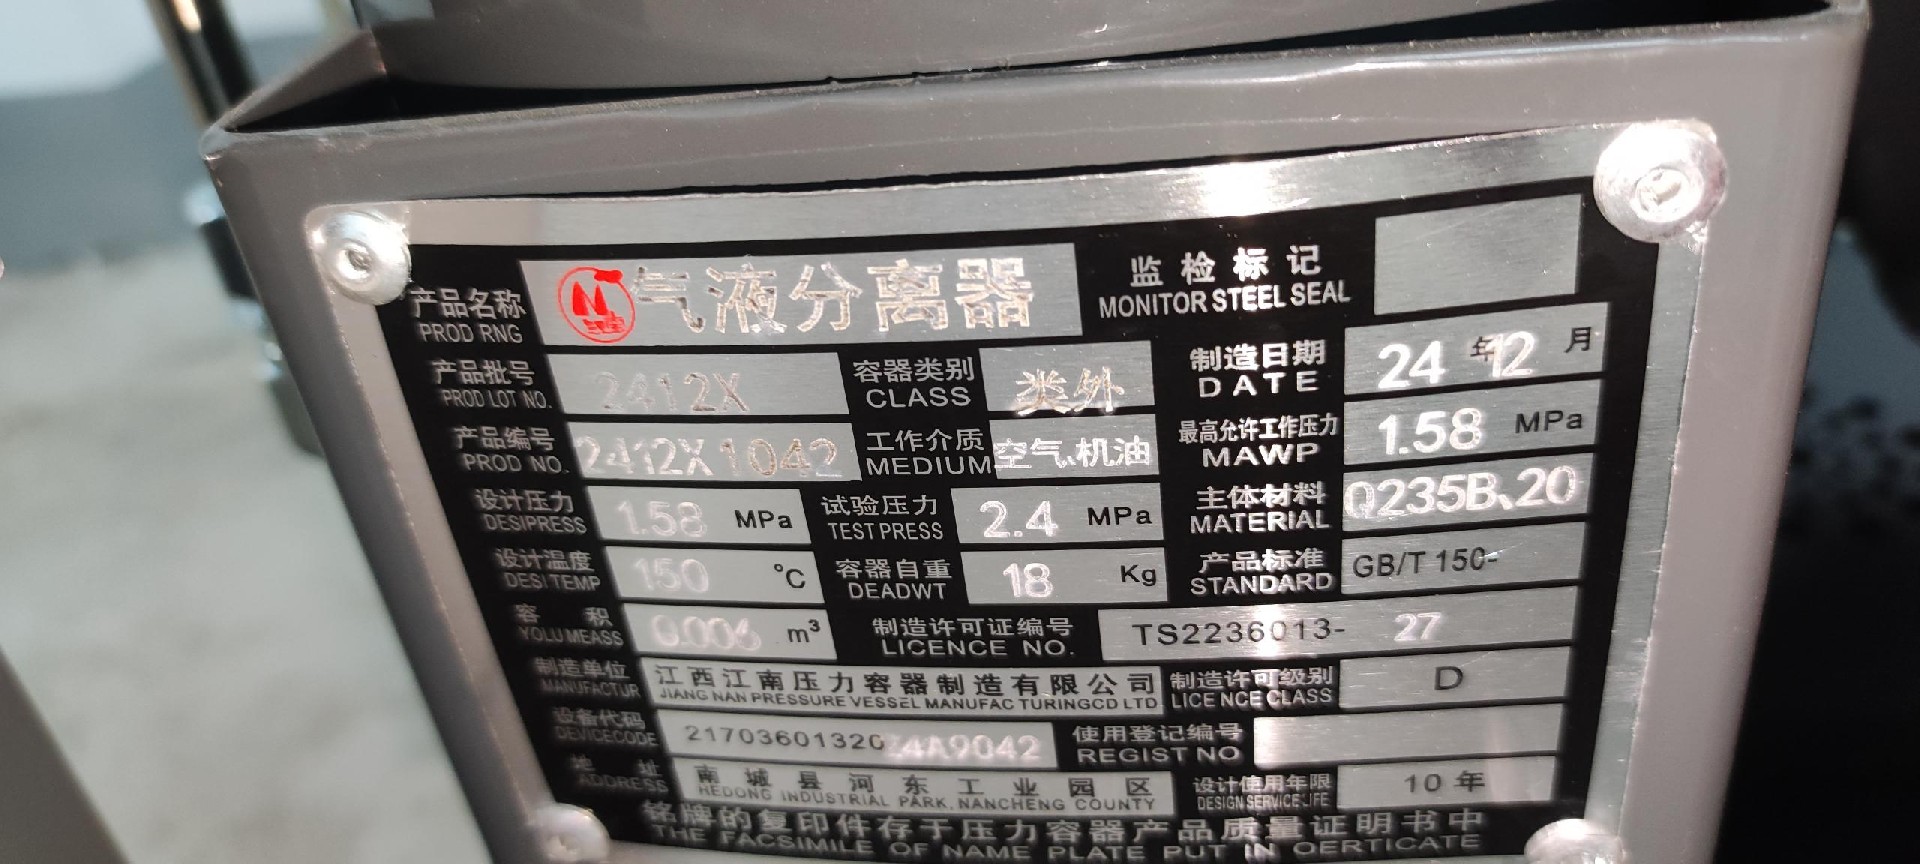 产品名称 气液分离器 监检标记
PROD RNG MONITOR STEEL SEAL
产品批号 2412X 容器类别 类外 制造日期 24年12月
PROD LOT NO. CLASS DATE
产品编号 2412X1042 工作介质 空气、机油 最高允许工作压力 1.58 MPa
PROD NO. MEDIUM MAWP
设计压力 1.58 MPa 试验压力 2.4 MPa 主体材料 Q235B、20
DESIPRESS TEST PRESS MATERIAL
设计温度 150 ℃ 容器自重 18 Kg 产品标准 GB/T 150-
DESI TEMP DEADWT STANDARD
容积 0.006 m³ 制造许可证编号 TS2236013- 27
YOLUMEASS LICENCE NO.
制造单位 江西江南压力容器制造有限公司 制造许可级别 D
MANUFACTUR JIANG NAN PRESSURE VESSEL MANUFAC TURINGCD LTD LICE NCE CLASS
设备代码 21703601320 4A9042 使用登记编号
DEVICECODE REGIST NO
地址 南城县河东工业园区 设计使用年限 10年
ADDRESS HEDONG INDUSTRIAL PARK, NANCHENG COUNTY DESIGN SERVICE LIFE
铭牌的复印件存于压力容器产品质量证明书中
THE FACSIMILE OF NAME PLATE PUT IN OERTICATE